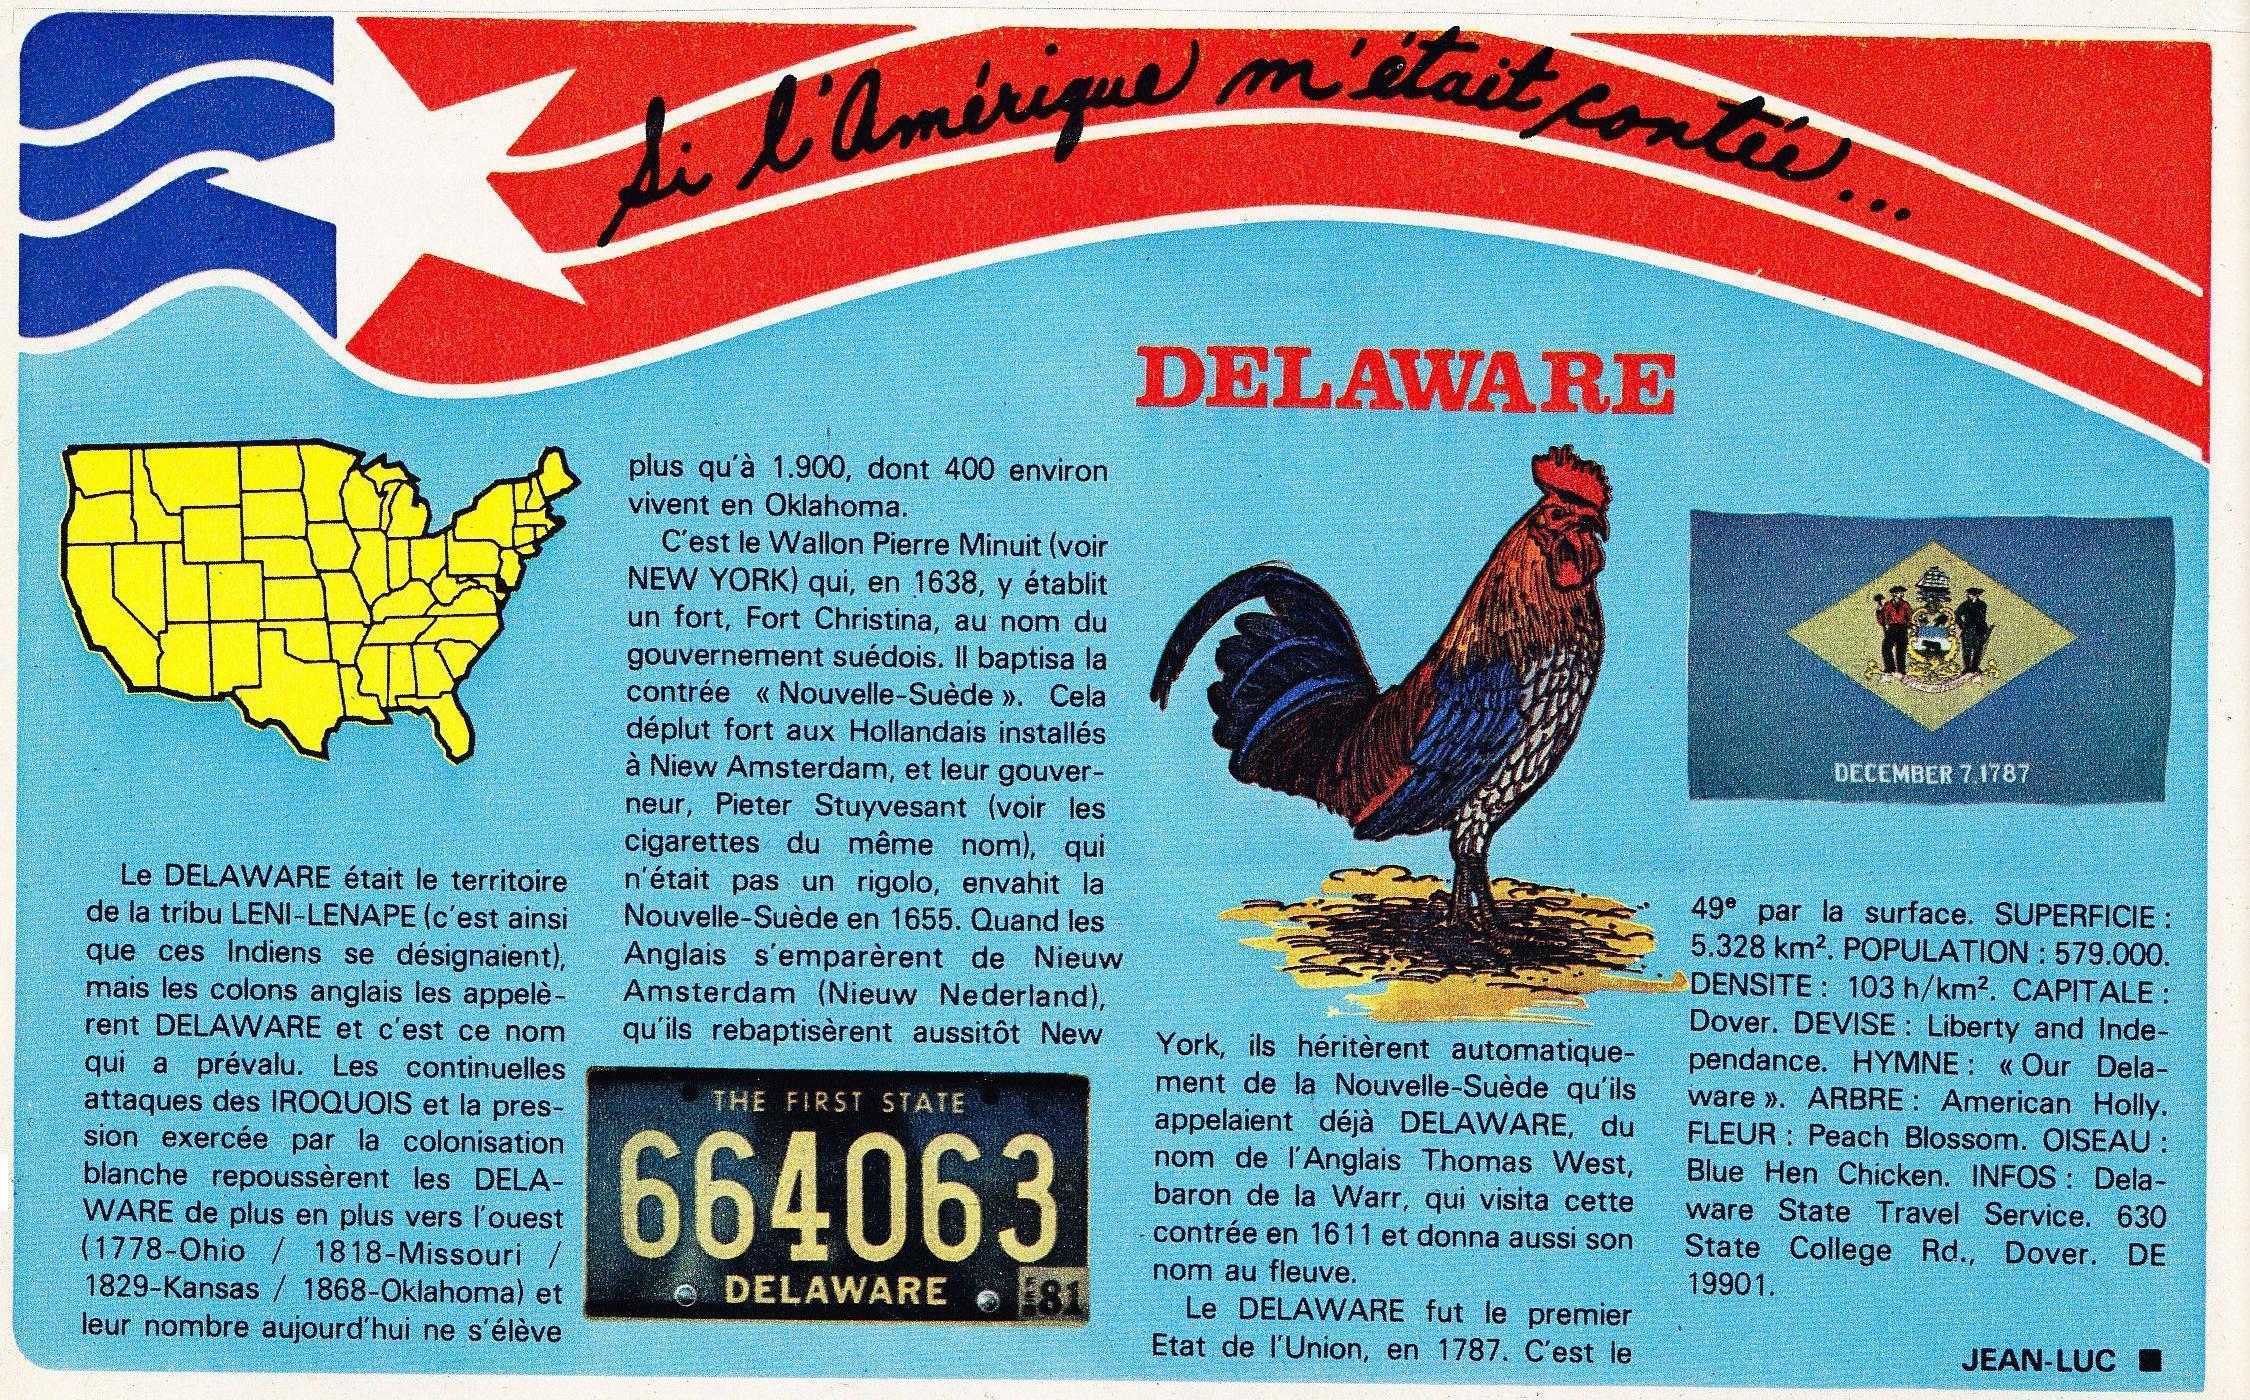 Si l'Amérique m'était contée...
DELAWARE
Le DELAWARE était le territoire
de la tribu LENI-LENAPE (c'est ainsi
que ces Indiens se désignaient),
mais les colons anglais les appelè-
rent DELAWARE et c'est ce nom
qui a prévalu. Les continuelles
attaques des IROQUOIS et la pres-
sion exercée par la colonisation
blanche repoussèrent les DELA-
WARE de plus en plus vers l'ouest
(1778-Ohio / 1818-Missouri /
1829-Kansas / 1868-Oklahoma) et
leur nombre aujourd'hui ne s'élève
plus qu'à 1.900, dont 400 environ
vivent en Oklahoma.
C'est le Wallon Pierre Minuit (voir
NEW YORK) qui, en 1638, y établit
un fort, Fort Christina, au nom du
gouvernement suédois. Il baptisa la
contrée « Nouvelle-Suède ». Cela
déplut fort aux Hollandais installés
à Niew Amsterdam, et leur gouver-
neur, Pieter Stuyvesant (voir les
cigarettes du même nom), qui
n'était pas un rigolo, envahit la
Nouvelle-Suède en 1655. Quand les
Anglais s'emparèrent de Nieuw
Amsterdam (Nieuw Nederland),
qu'ils rebaptisèrent aussitôt New
THE FIRST STATE
664063
DELAWARE
81
York, ils héritèrent automatique-
ment de la Nouvelle-Suède qu'ils
appelaient déjà DELAWARE, du
nom de l'Anglais Thomas West,
baron de la Warr, qui visita cette
contrée en 1611 et donna aussi son
nom au fleuve.
Le DELAWARE fut le premier
Etat de l'Union, en 1787. C'est le
DECEMBER 7.1787
49e par la surface. SUPERFICIE :
5.328 km². POPULATION : 579.000.
DENSITE : 103 h/km². CAPITALE :
Dover. DEVISE : Liberty and Inde-
pendance. HYMNE : « Our Dela-
ware ». ARBRE : American Holly.
FLEUR : Peach Blossom. OISEAU :
Blue Hen Chicken. INFOS : Dela-
ware State Travel Service. 630
State College Rd., Dover. DE
19901.
JEAN-LUC ■